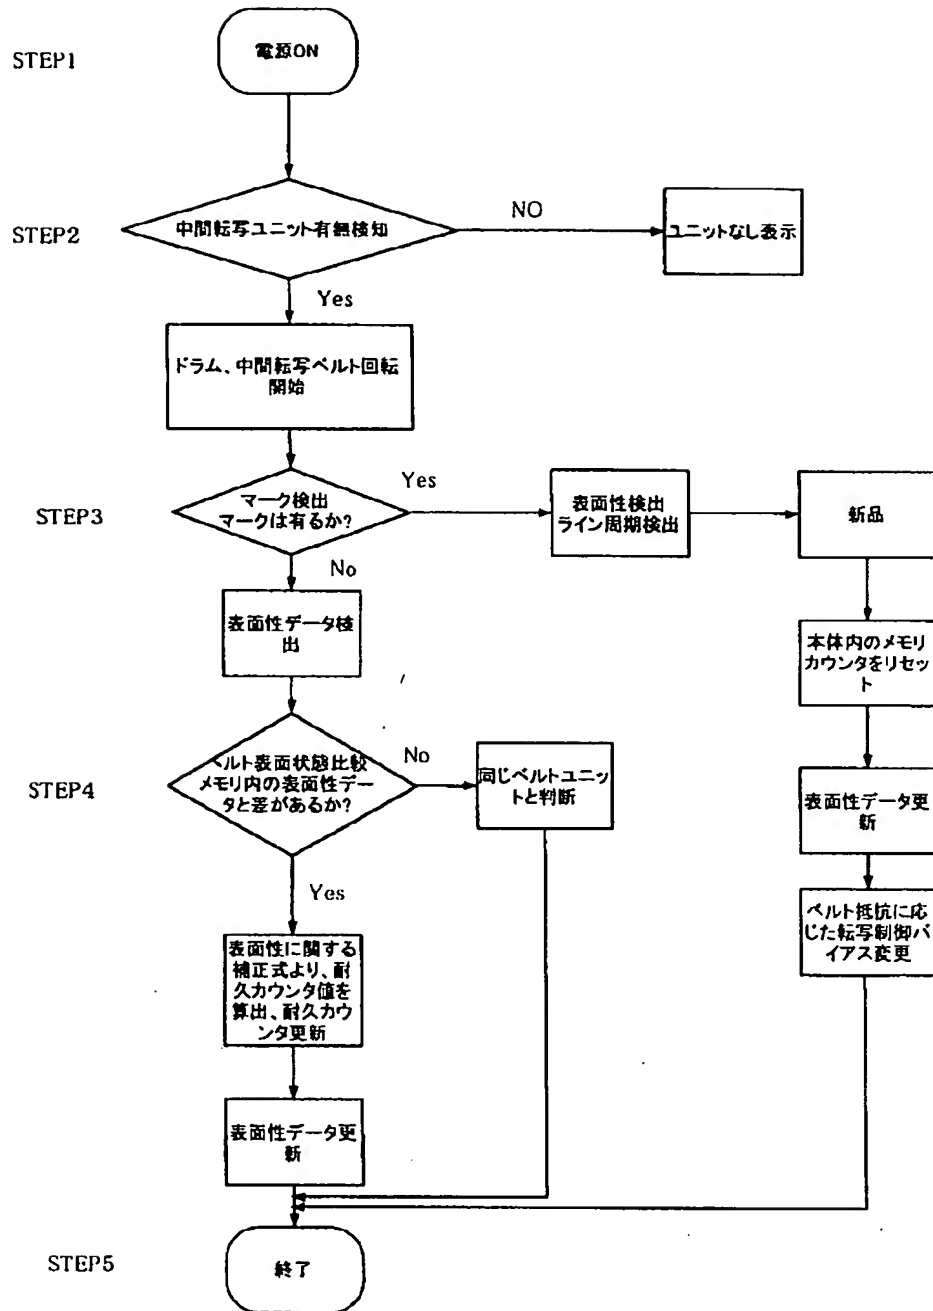 STEP1
電源ON
STEP2
中間転写ユニット有無検知
NO
ユニットなし表示
Yes
ドラム、中間転写ベルト回転
開始
STEP3
マーク検出
マークは有るか?
Yes
表面性検出
ライン周期検出
新品
No
表面性データ検
出
本体内のメモリ
カウンタをリセッ
ト
STEP4
ベルト表面状態比較
メモリ内の表面性デー
タと差があるか?
No
同じベルトユニッ
トと判断
表面性データ更
新
Yes
ベルト抵抗に応
じた転写制御バ
イアス変更
表面性に関する
補正式より、耐
久カウンタ値を
算出、耐久カウ
ンタ更新
表面性データ更
新
STEP5
終了